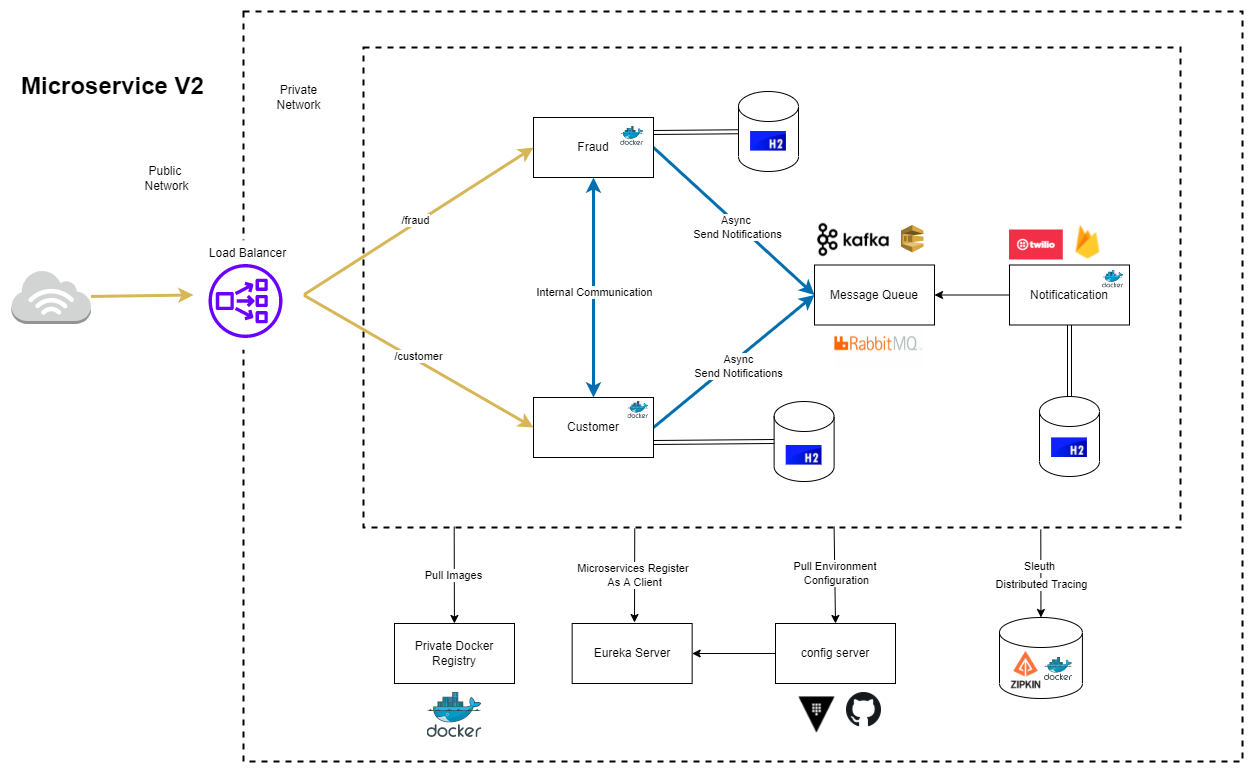 Microservice V2
Private
Network
Public
Network
Load Balancer
/fraud
/customer
Fraud
docker
H2
Async
Send Notifications
Internal Communication
kafka
twilio
Message Queue
Notificatication
docker
RabbitMQ
Async
Send Notifications
Customer
docker
H2
H2
Pull Images
Microservices Register
As A Client
Pull Environment
Configuration
Sleuth
Distributed Tracing
Private Docker
Registry
Eureka Server
config server
ZIPKIN
docker
docker